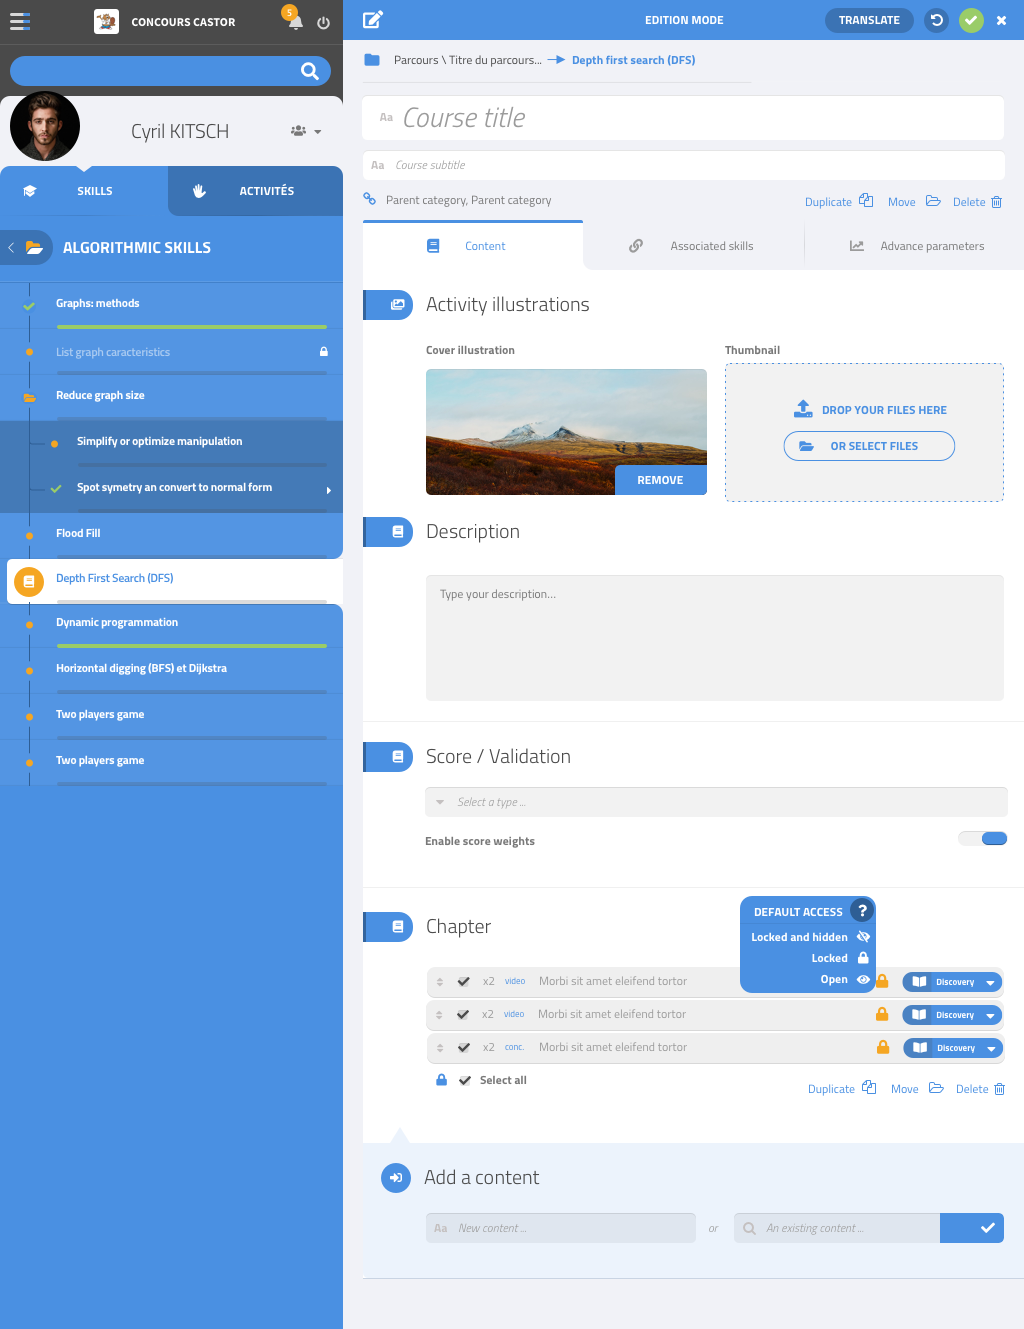 CONCOURS CASTOR
5
EDITION MODE
TRANSLATE
Cyril KITSCH
SKILLS
ACTIVITÉS
ALGORITHMIC SKILLS
Graphs: methods
List graph caracteristics
Reduce graph size
Simplify or optimize manipulation
Spot symetry an convert to normal form
Flood Fill
Depth First Search (DFS)
Dynamic programmation
Horizontal digging (BFS) et Dijkstra
Two players game
Two players game
Parcours \ Titre du parcours...
Depth first search (DFS)
Aa Course title
Aa Course subtitle
Parent category, Parent category
Duplicate Move Delete
Content
Associated skills
Advance parameters
Activity illustrations
Cover illustration
REMOVE
Thumbnail
DROP YOUR FILES HERE
OR SELECT FILES
Description
Type your description...
Score / Validation
Select a type ...
Enable score weights
Chapter
DEFAULT ACCESS ?
Locked and hidden
Locked
Open
x2 video Morbi sit amet eleifend tortor Discovery
x2 video Morbi sit amet eleifend tortor Discovery
x2 conc. Morbi sit amet eleifend tortor Discovery
Select all
Duplicate Move Delete
Add a content
Aa New content ...
or
An existing content ...